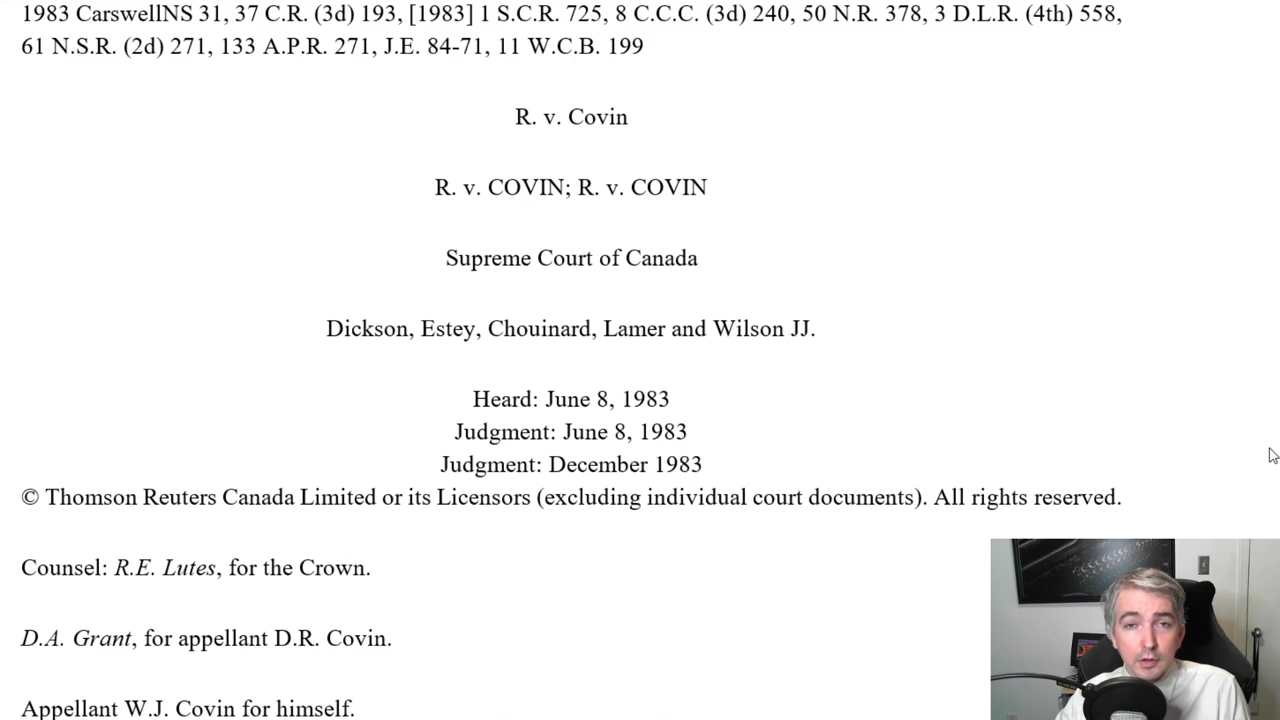 1983 CarswellNS 31, 37 C.R. (3d) 193, [1983] 1 S.C.R. 725, 8 C.C.C. (3d) 240, 50 N.R. 378, 3 D.L.R. (4th) 558,
61 N.S.R. (2d) 271, 133 A.P.R. 271, J.E. 84-71, 11 W.C.B. 199
R. v. Covin
R. v. COVIN; R. v. COVIN
Supreme Court of Canada
Dickson, Estey, Chouinard, Lamer and Wilson JJ.
Heard: June 8, 1983
Judgment: June 8, 1983
Judgment: December 1983
© Thomson Reuters Canada Limited or its Licensors (excluding individual court documents). All rights reserved.
Counsel: R.E. Lutes, for the Crown.
D.A. Grant, for appellant D.R. Covin.
Appellant W.J. Covin for himself.